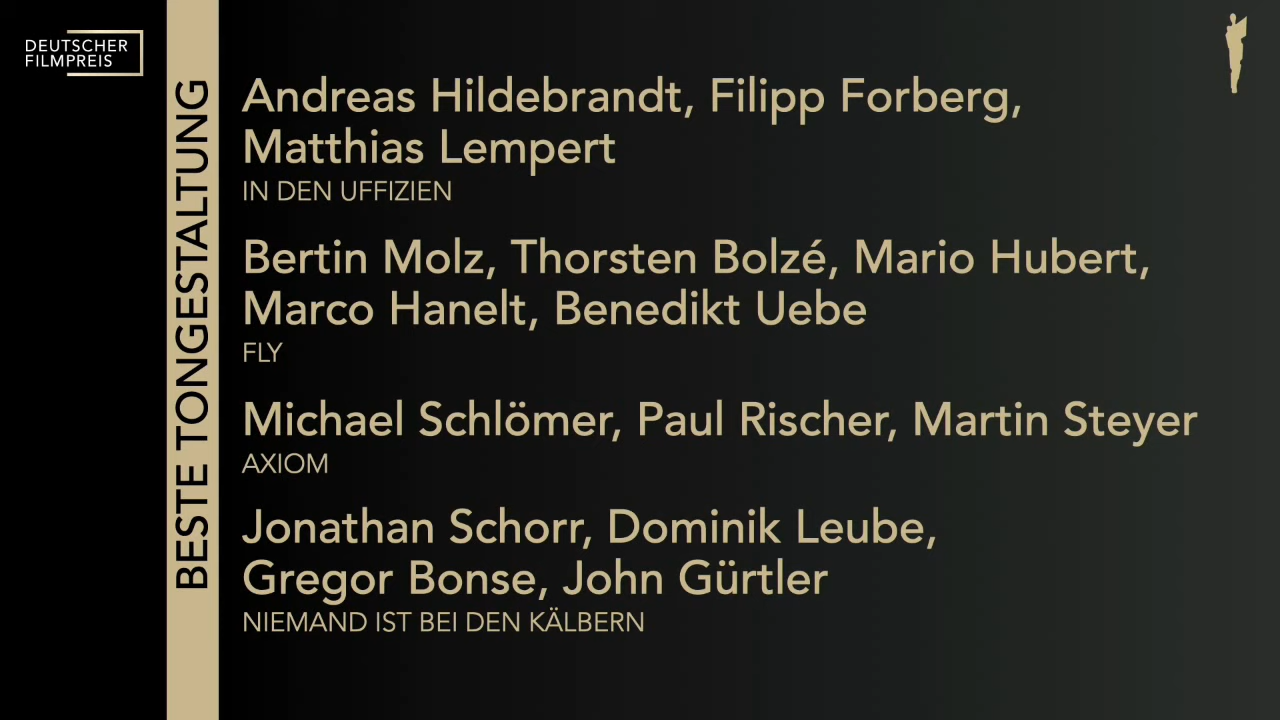 DEUTSCHER
FILMPREIS
BESTE TONGESTALTUNG
Andreas Hildebrandt, Filipp Forberg,
Matthias Lempert
IN DEN UFFIZIEN
Bertin Molz, Thorsten Bolzé, Mario Hubert,
Marco Hanelt, Benedikt Uebe
FLY
Michael Schlömer, Paul Rischer, Martin Steyer
AXIOM
Jonathan Schorr, Dominik Leube,
Gregor Bonse, John Gürtler
NIEMAND IST BEI DEN KÄLBERN